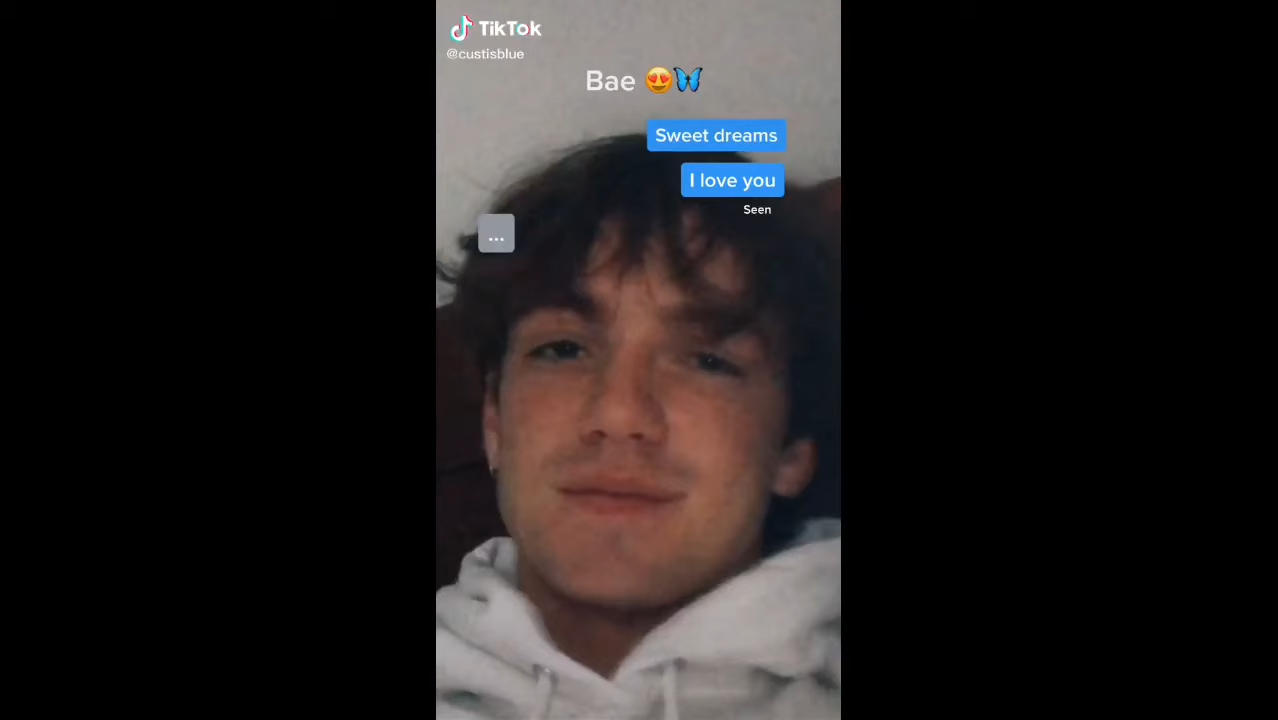 TikTok
@custisblue
Bae 😍🦋
Sweet dreams
I love you
Seen
...